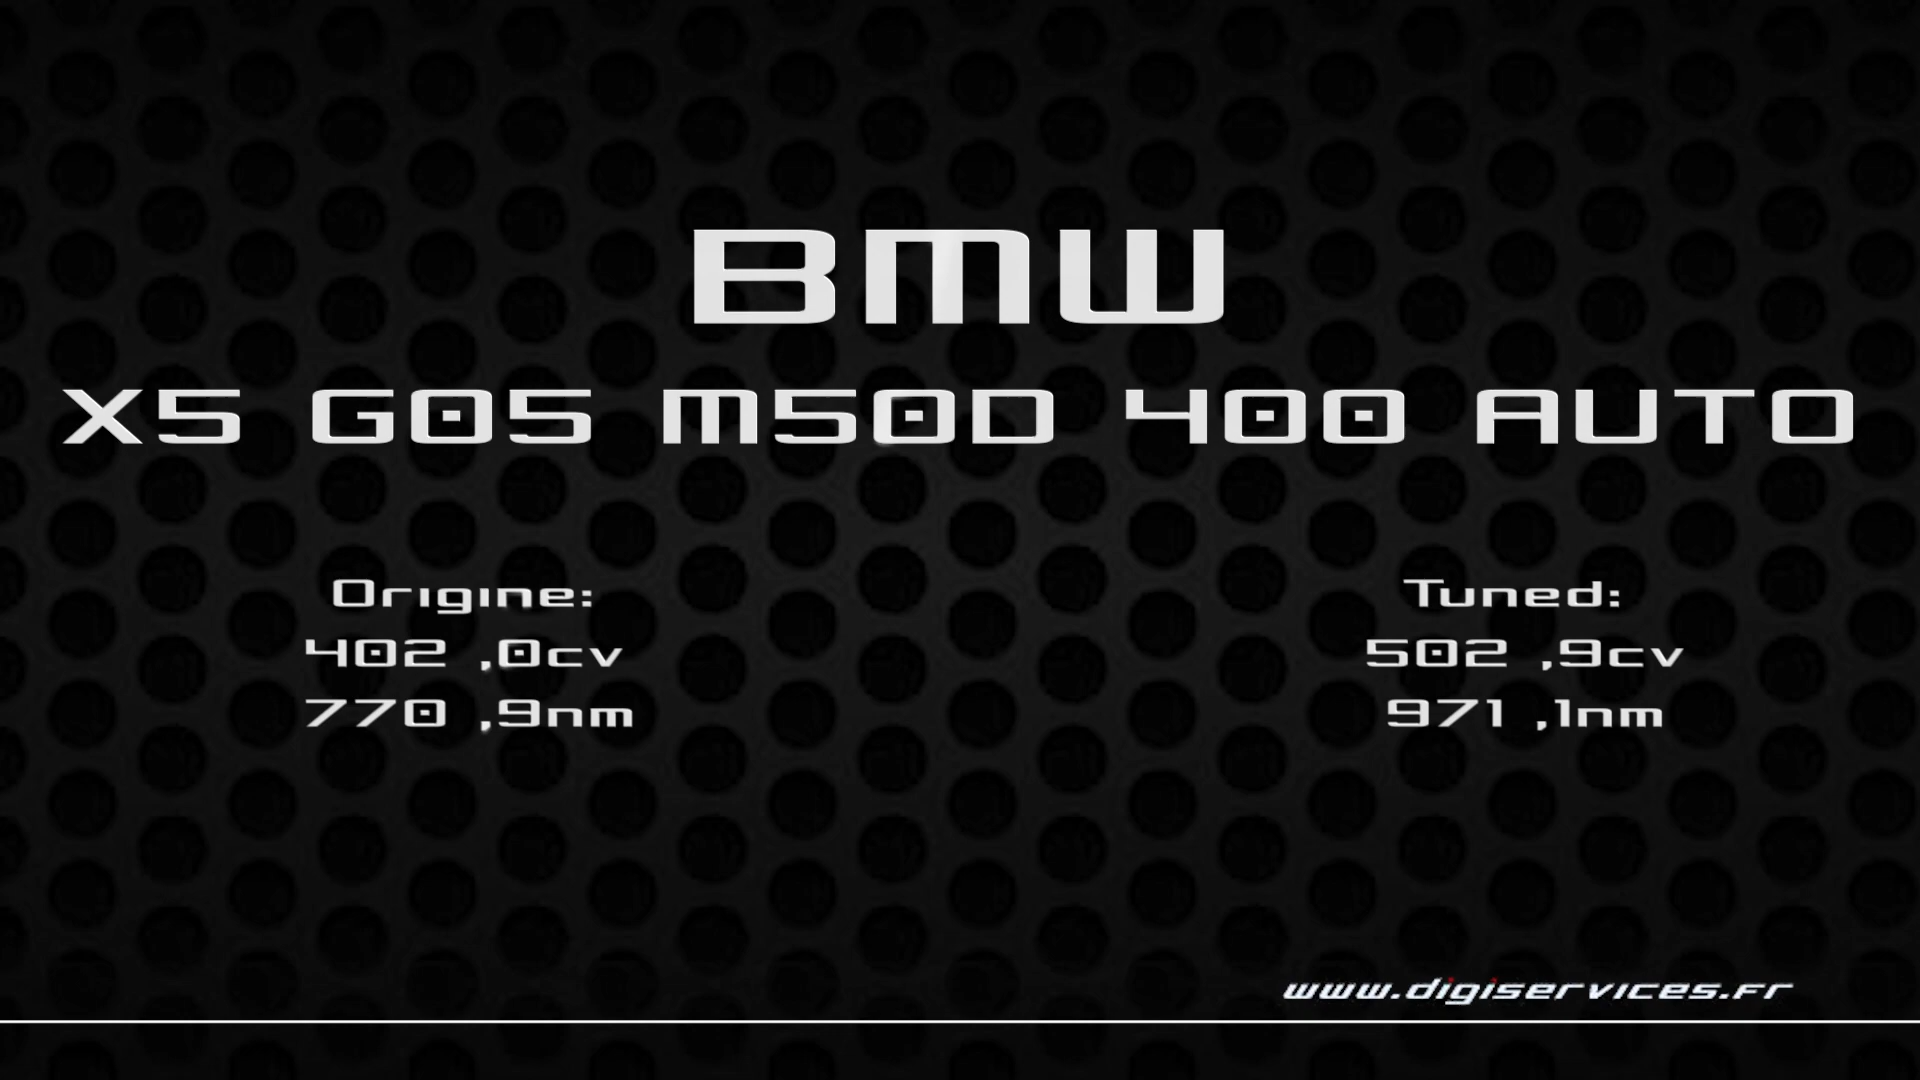 BMW
X5 G05 M50D 400 AUTO
Origine:
402 ,0cv
770 ,9nm
Tuned:
502 ,9cv
971 ,1nm
www.digiservices.fr